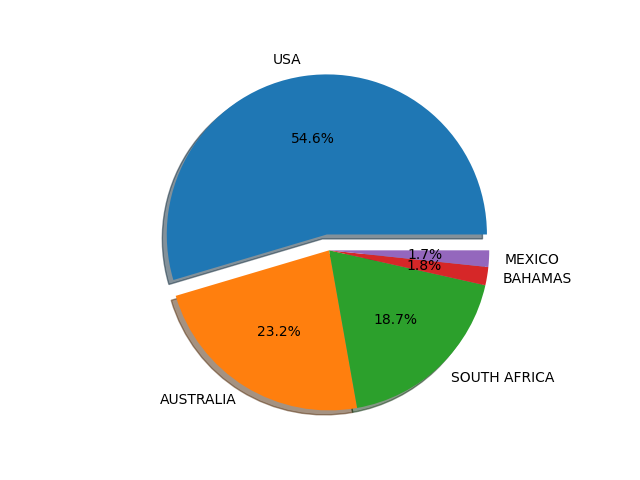 USA
54.6%
1.7%
MEXICO
1.8%
BAHAMAS
23.2%
18.7%
SOUTH AFRICA
AUSTRALIA